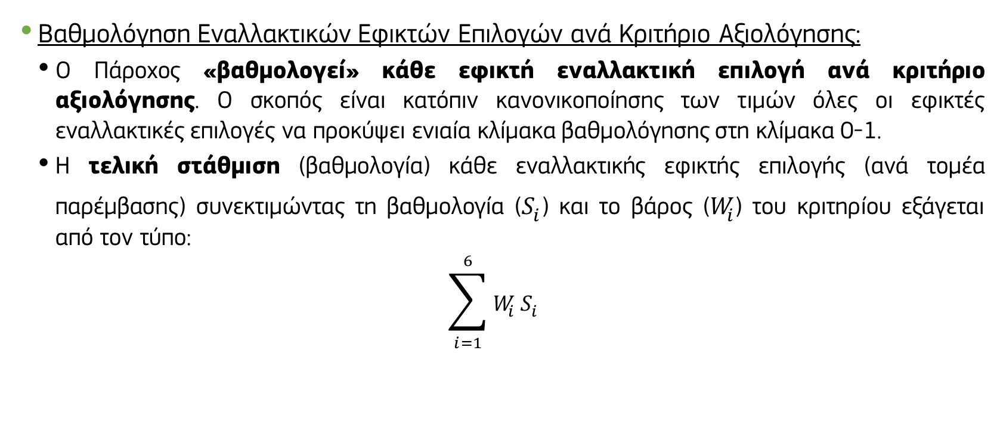 • Βαθμολόγηση Εναλλακτικών Εφικτών Επιλογών ανά Κριτήριο Αξιολόγησης:
• Ο Πάροχος «βαθμολογεί» κάθε εφικτή εναλλακτική επιλογή ανά κριτήριο
αξιολόγησης. Ο σκοπός είναι κατόπιν κανονικοποίησης των τιμών όλες οι εφικτές
εναλλακτικές επιλογές να προκύψει ενιαία κλίμακα βαθμολόγησης στη κλίμακα 0-1.
• Η τελική στάθμιση (βαθμολογία) κάθε εναλλακτικής εφικτής επιλογής (ανά τομέα
παρέμβασης) συνεκτιμώντας τη βαθμολογία (S_i) και το βάρος (W_i) του κριτηρίου εξάγεται
από τον τύπο:
6
∑ W_i S_i
i=1